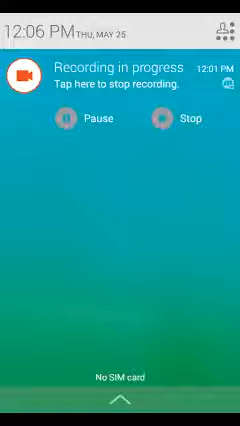 12:06 PM THU, MAY 25
Recording in progress 12:01 PM
Tap here to stop recording.
Pause Stop
No SIM card